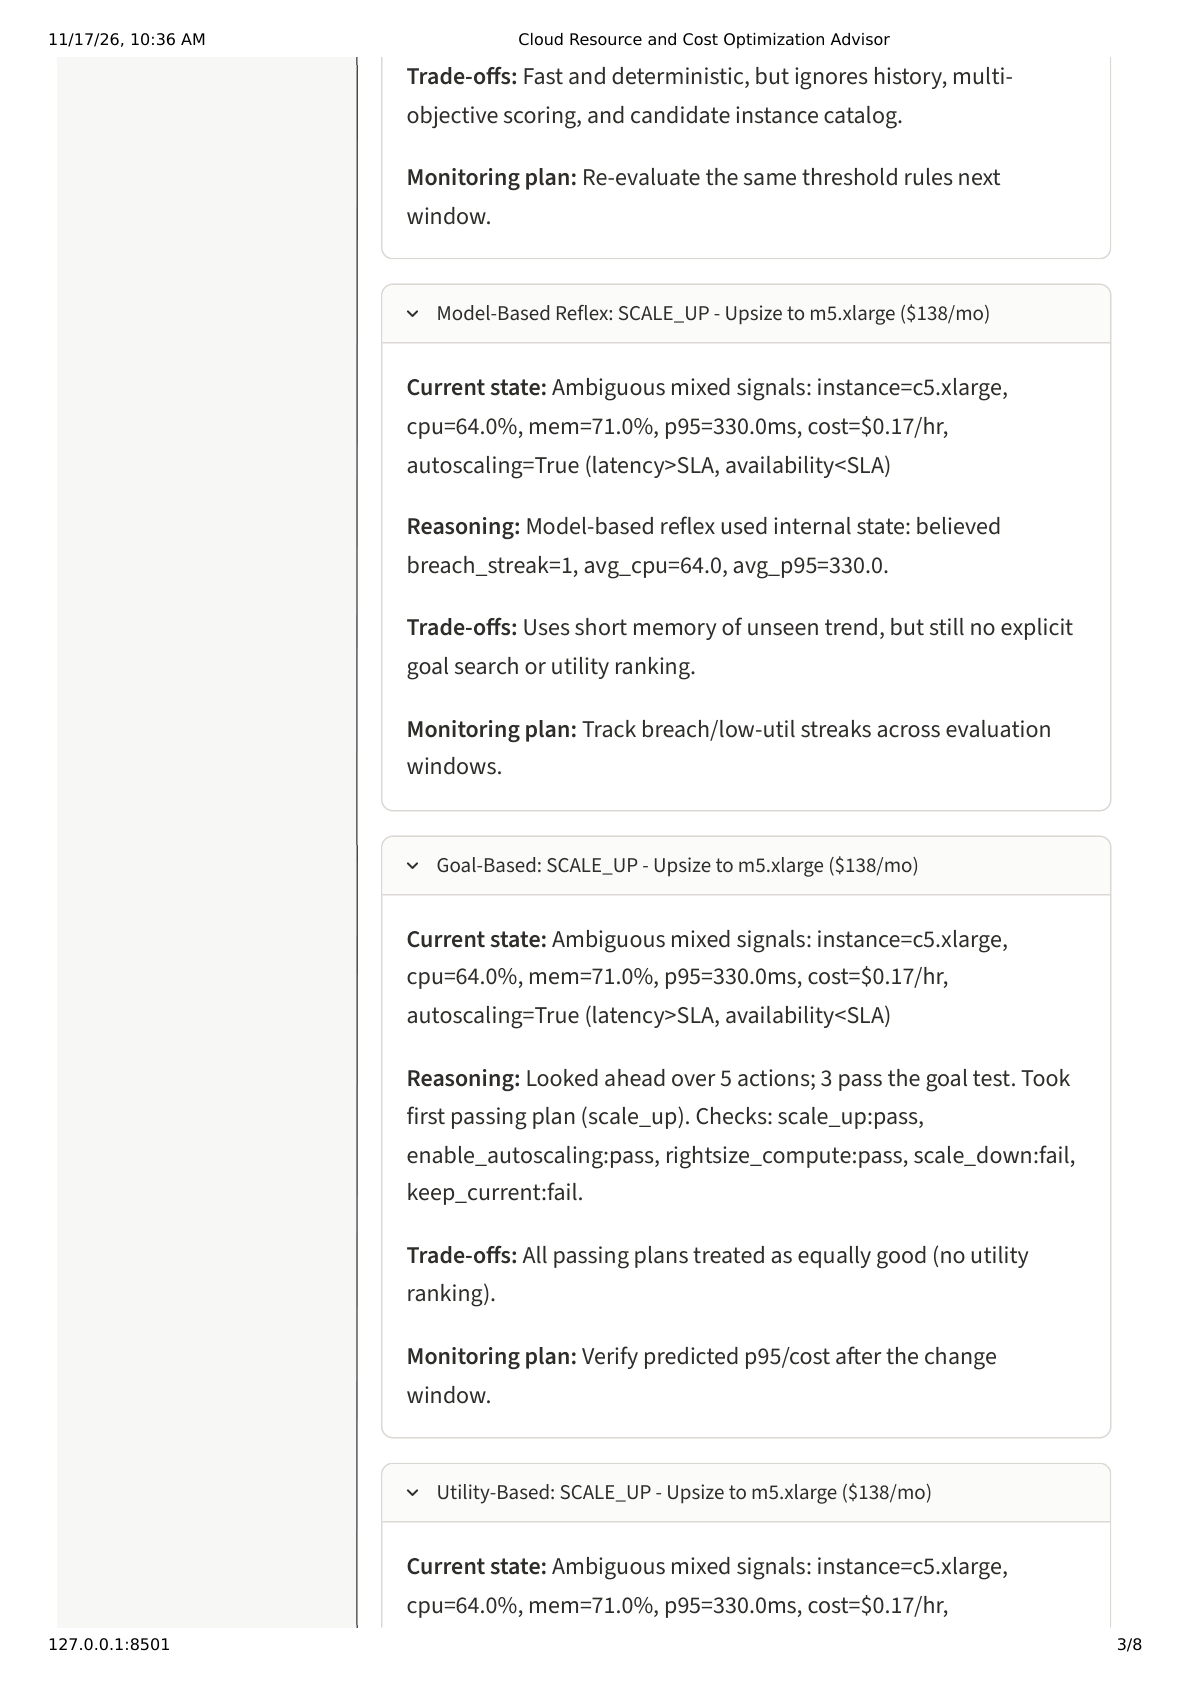 11/17/26, 10:36 AM
Cloud Resource and Cost Optimization Advisor
Trade-offs: Fast and deterministic, but ignores history, multi-
objective scoring, and candidate instance catalog.
Monitoring plan: Re-evaluate the same threshold rules next
window.
Model-Based Reflex: SCALE_UP - Upsize to m5.xlarge ($138/mo)
Current state: Ambiguous mixed signals: instance=c5.xlarge,
cpu=64.0%, mem=71.0%, p95=330.0ms, cost=$0.17/hr,
autoscaling=True (latency>SLA, availability<SLA)
Reasoning: Model-based reflex used internal state: believed
breach_streak=1, avg_cpu=64.0, avg_p95=330.0.
Trade-offs: Uses short memory of unseen trend, but still no explicit
goal search or utility ranking.
Monitoring plan: Track breach/low-util streaks across evaluation
windows.
Goal-Based: SCALE_UP - Upsize to m5.xlarge ($138/mo)
Current state: Ambiguous mixed signals: instance=c5.xlarge,
cpu=64.0%, mem=71.0%, p95=330.0ms, cost=$0.17/hr,
autoscaling=True (latency>SLA, availability<SLA)
Reasoning: Looked ahead over 5 actions; 3 pass the goal test. Took
first passing plan (scale_up). Checks: scale_up:pass,
enable_autoscaling:pass, rightsize_compute:pass, scale_down:fail,
keep_current:fail.
Trade-offs: All passing plans treated as equally good (no utility
ranking).
Monitoring plan: Verify predicted p95/cost after the change
window.
Utility-Based: SCALE_UP - Upsize to m5.xlarge ($138/mo)
Current state: Ambiguous mixed signals: instance=c5.xlarge,
cpu=64.0%, mem=71.0%, p95=330.0ms, cost=$0.17/hr,
127.0.0.1:8501
3/8